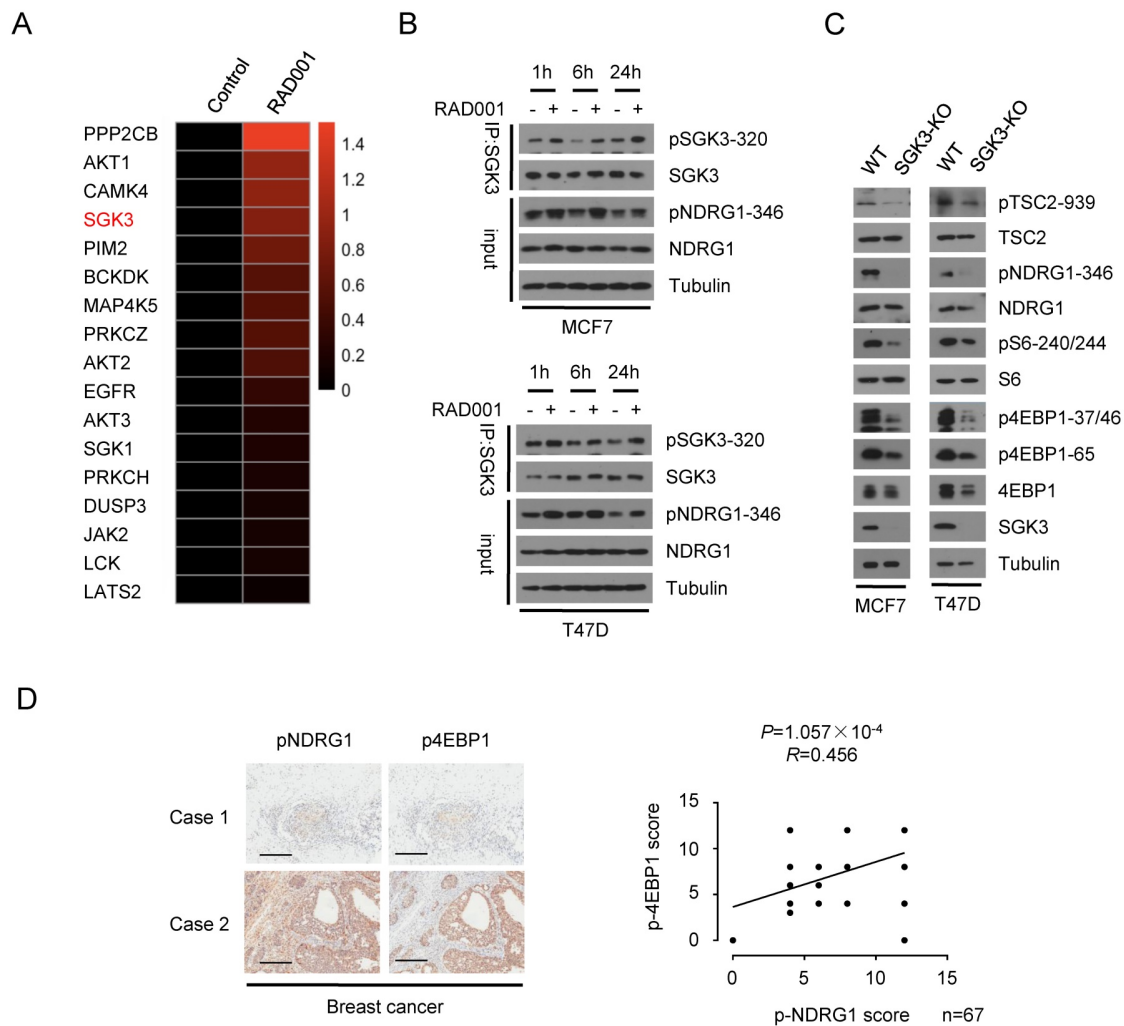 A
Control
RAD001
PPP2CB
AKT1
CAMK4
SGK3
PIM2
BCKDK
MAP4K5
PRKCZ
AKT2
EGFR
AKT3
SGK1
PRKCH
DUSP3
JAK2
LCK
LATS2
1.4
1.2
1
0.8
0.6
0.4
0.2
0
B
1h 6h 24h
RAD001 - + - + - +
IP:SGK3
pSGK3-320
SGK3
input
pNDRG1-346
NDRG1
Tubulin
MCF7
1h 6h 24h
RAD001 - + - + - +
IP:SGK3
pSGK3-320
SGK3
input
pNDRG1-346
NDRG1
Tubulin
T47D
C
WT SGK3-KO WT SGK3-KO
pTSC2-939
TSC2
pNDRG1-346
NDRG1
pS6-240/244
S6
p4EBP1-37/46
p4EBP1-65
4EBP1
SGK3
Tubulin
MCF7 T47D
D
pNDRG1 p4EBP1
Case 1
Case 2
Breast cancer
P=1.057×10-4
R=0.456
p-4EBP1 score
15
10
5
0
0 5 10 15
p-NDRG1 score n=67